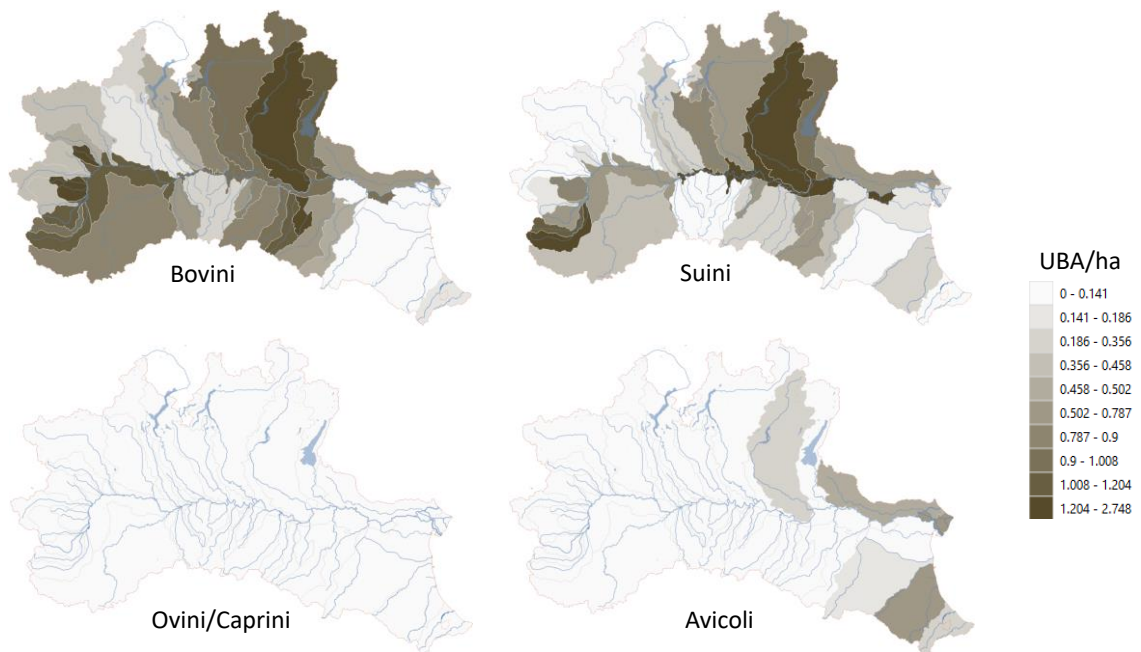 Bovini
Suini
UBA/ha
0 - 0.141
0.141 - 0.186
0.186 - 0.356
0.356 - 0.458
0.458 - 0.502
0.502 - 0.787
0.787 - 0.9
0.9 - 1.008
1.008 - 1.204
1.204 - 2.748
Ovini/Caprini
Avicoli